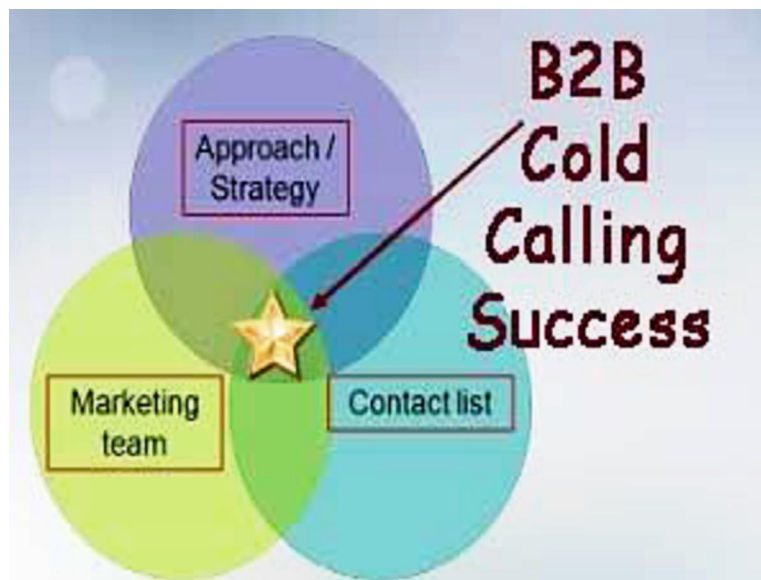 B2B
Cold
Calling
Success
Approach /
Strategy
Marketing
team
Contact list